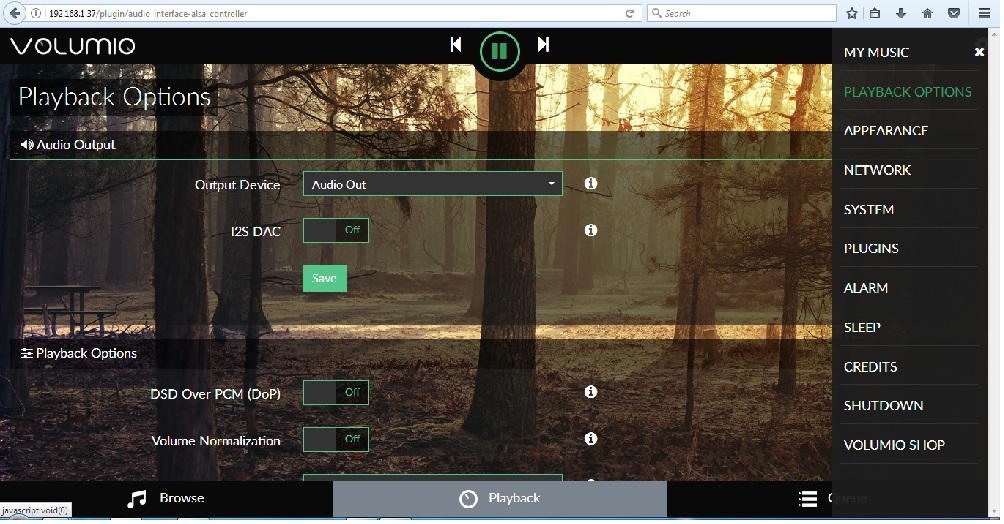 192.168.1.37/plugin/audio_interface-alsa_controller
Search
VOLUMIO
MY MUSIC
Playback Options
PLAYBACK OPTIONS
APPEARANCE
Audio Output
NETWORK
Output Device
Audio Out
SYSTEM
I2S DAC
Off
PLUGINS
Save
ALARM
SLEEP
Playback Options
CREDITS
DSD Over PCM (DoP)
Off
SHUTDOWN
Volume Normalization
Off
VOLUMIO SHOP
Browse
Playback
Queue
javascript:void(0)